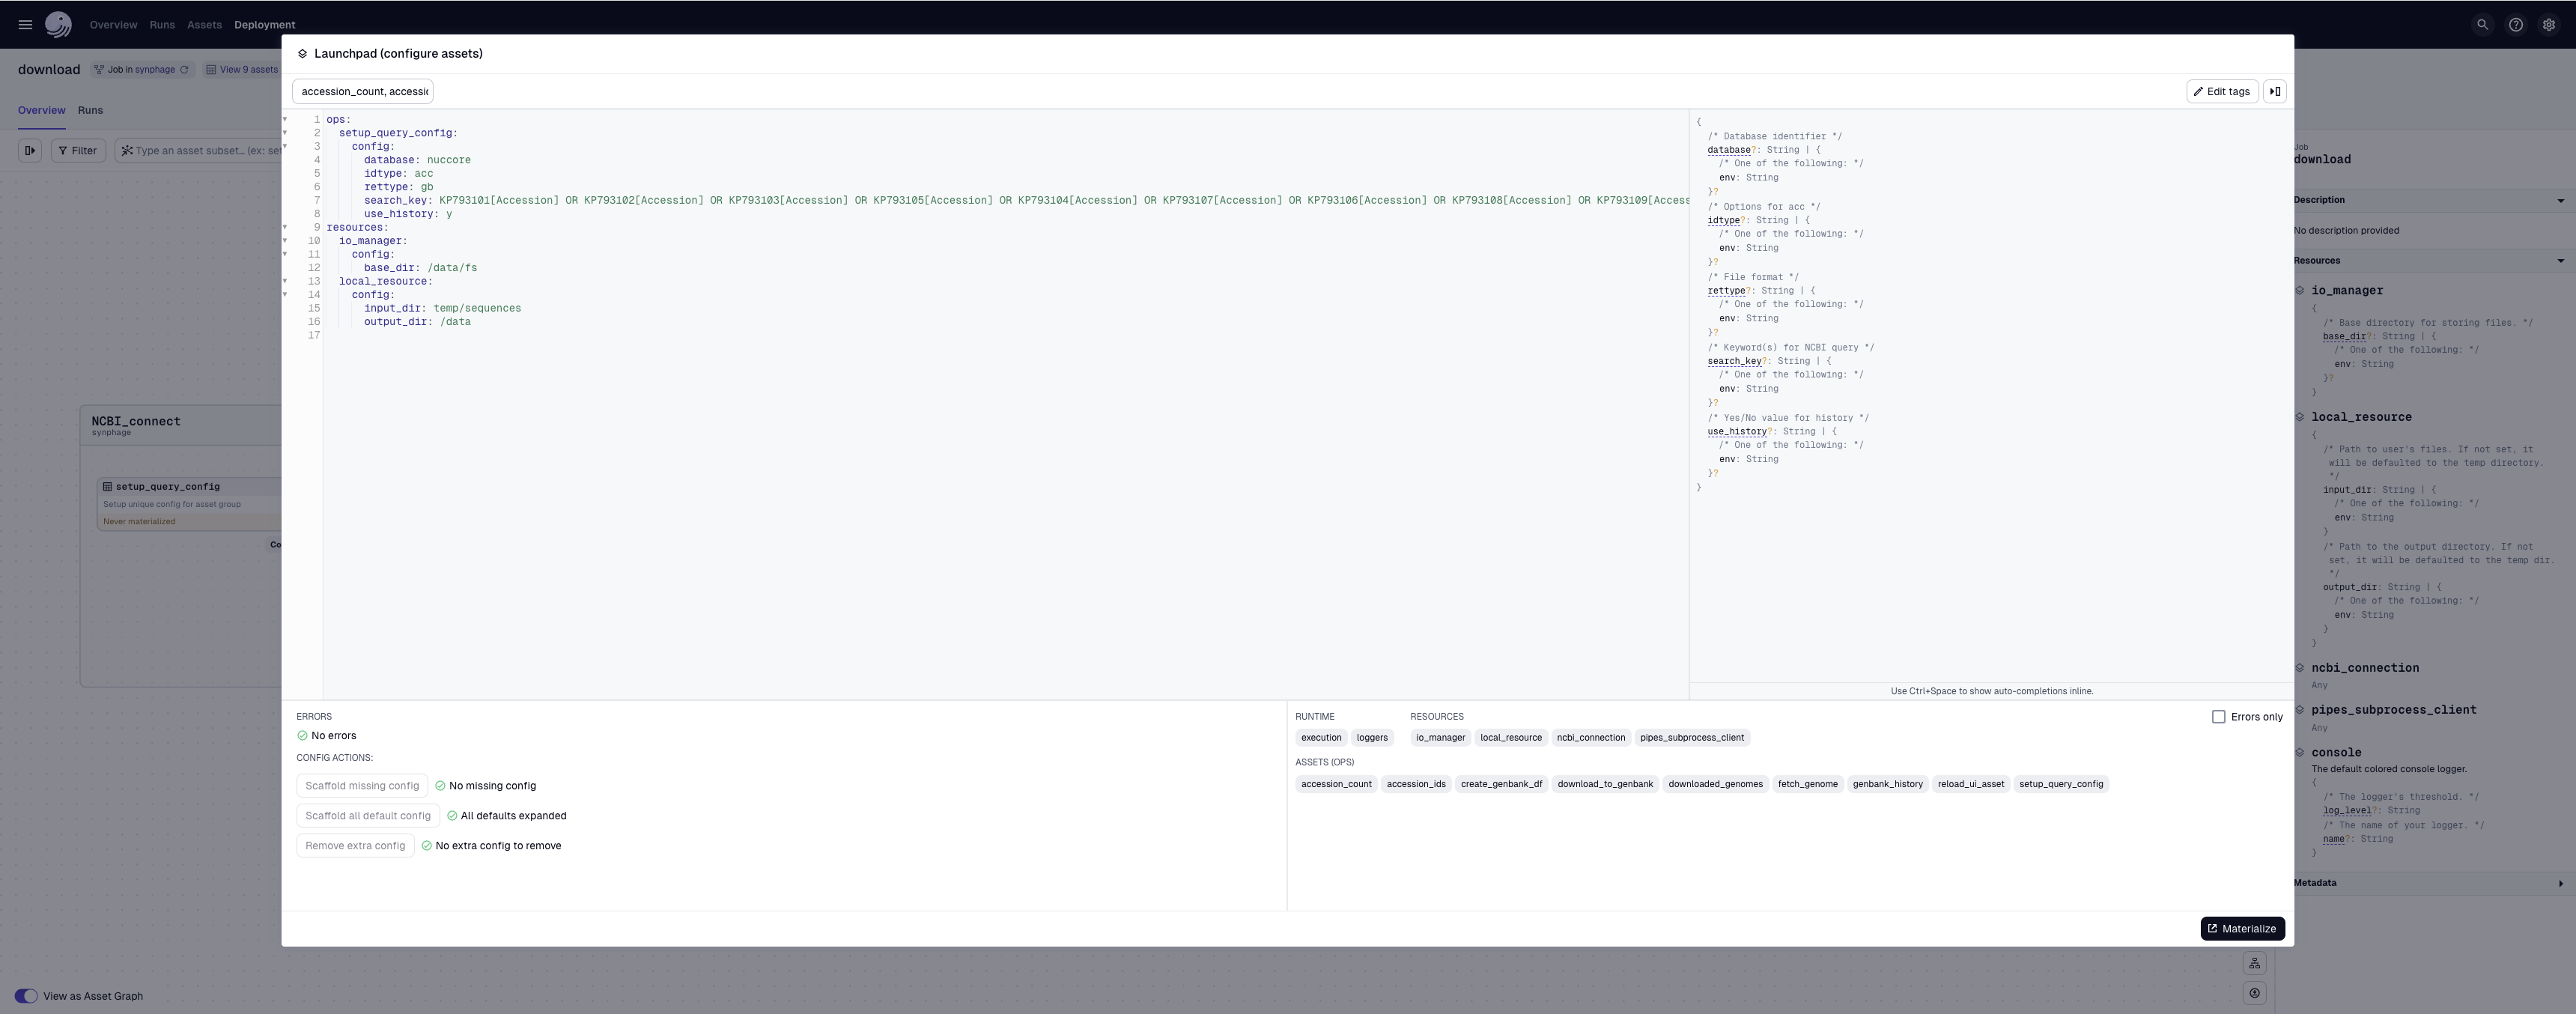 Overview Runs Assets Deployment
download Job in synphage View 9 assets
Overview Runs
Filter Type an asset subset... (ex: set
NCBI_connect
synphage
setup_query_config
Setup unique config for asset group
Never materialized
Co
View as Asset Graph
Launchpad (configure assets)
accession_count, accessic
Edit tags
1 ops:
2 setup_query_config:
3 config:
4 database: nuccore
5 idtype: acc
6 rettype: gb
7 search_key: KP793101[Accession] OR KP793102[Accession] OR KP793103[Accession] OR KP793105[Accession] OR KP793104[Accession] OR KP793107[Accession] OR KP793106[Accession] OR KP793108[Accession] OR KP793109[Access
8 use_history: y
9 resources:
10 io_manager:
11 config:
12 base_dir: /data/fs
13 local_resource:
14 config:
15 input_dir: temp/sequences
16 output_dir: /data
17
{
/* Database identifier */
database?: String | {
/* One of the following: */
env: String
}?
/* Options for acc */
idtype?: String | {
/* One of the following: */
env: String
}?
/* File format */
rettype?: String | {
/* One of the following: */
env: String
}?
/* Keyword(s) for NCBI query */
search_key?: String | {
/* One of the following: */
env: String
}?
/* Yes/No value for history */
use_history?: String | {
/* One of the following: */
env: String
}?
}
Use Ctrl+Space to show auto-completions inline.
ERRORS
No errors
CONFIG ACTIONS:
Scaffold missing config No missing config
Scaffold all default config All defaults expanded
Remove extra config No extra config to remove
RUNTIME RESOURCES
Errors only
execution loggers io_manager local_resource ncbi_connection pipes_subprocess_client
ASSETS (OPS)
accession_count accession_ids create_genbank_df download_to_genbank downloaded_genomes fetch_genome genbank_history reload_ui_asset setup_query_config
Materialize
Job
download
Description
No description provided
Resources
io_manager
{
/* Base directory for storing files. */
base_dir?: String | {
/* One of the following: */
env: String
}?
}
local_resource
{
/* Path to user's files. If not set, it
will be defaulted to the temp directory.
*/
input_dir: String | {
/* One of the following: */
env: String
}
/* Path to the output directory. If not
set, it will be defaulted to the temp dir.
*/
output_dir: String | {
/* One of the following: */
env: String
}
}
ncbi_connection
Any
pipes_subprocess_client
Any
console
The default colored console logger.
{
/* The logger's threshold. */
log_level?: String
/* The name of your logger. */
name?: String
}
Metadata